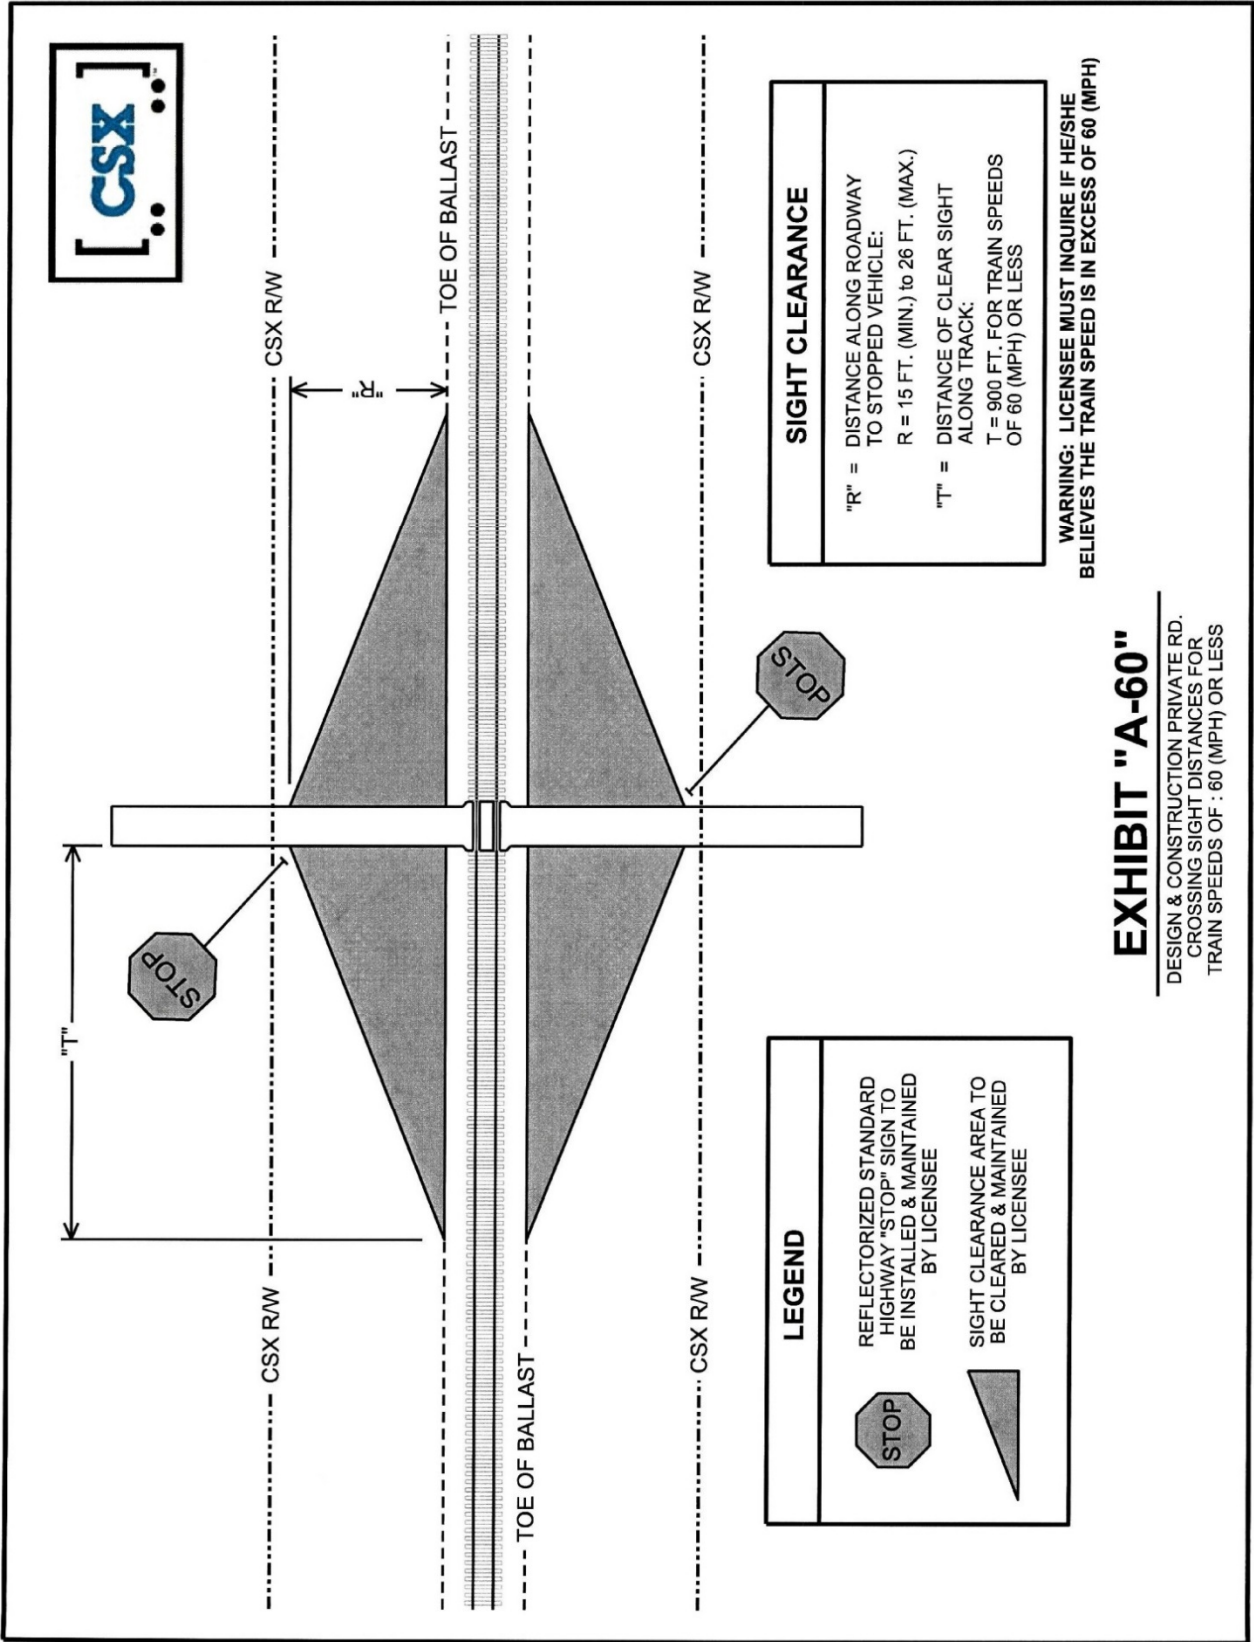 [ CSX ]™
CSX R/W
CSX R/W
"T"
STOP
"R"
TOE OF BALLAST
TOE OF BALLAST
CSX R/W
CSX R/W
STOP
LEGEND
STOP
REFLECTORIZED STANDARD
HIGHWAY "STOP" SIGN TO
BE INSTALLED & MAINTAINED
BY LICENSEE
SIGHT CLEARANCE AREA TO
BE CLEARED & MAINTAINED
BY LICENSEE
SIGHT CLEARANCE
"R" = DISTANCE ALONG ROADWAY
TO STOPPED VEHICLE:
R = 15 FT. (MIN.) to 26 FT. (MAX.)
"T" = DISTANCE OF CLEAR SIGHT
ALONG TRACK:
T = 900 FT. FOR TRAIN SPEEDS
OF 60 (MPH) OR LESS
WARNING: LICENSEE MUST INQUIRE IF HE/SHE
BELIEVES THE TRAIN SPEED IS IN EXCESS OF 60 (MPH)
EXHIBIT "A-60"
DESIGN & CONSTRUCTION PRIVATE RD.
CROSSING SIGHT DISTANCES FOR
TRAIN SPEEDS OF : 60 (MPH) OR LESS